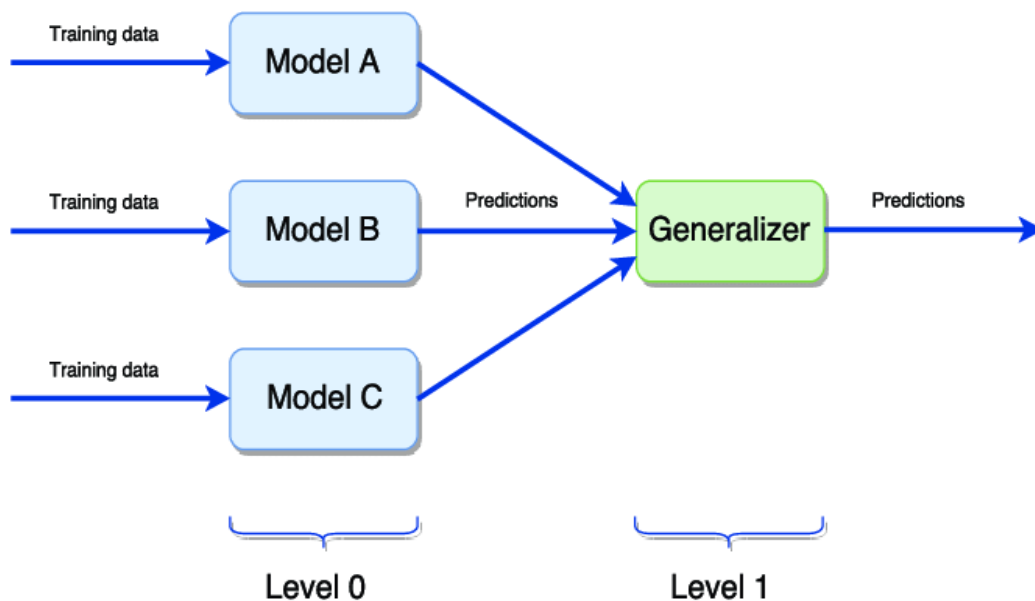 Training data
Model A
Training data
Model B
Predictions
Generalizer
Predictions
Training data
Model C
Level 0
Level 1